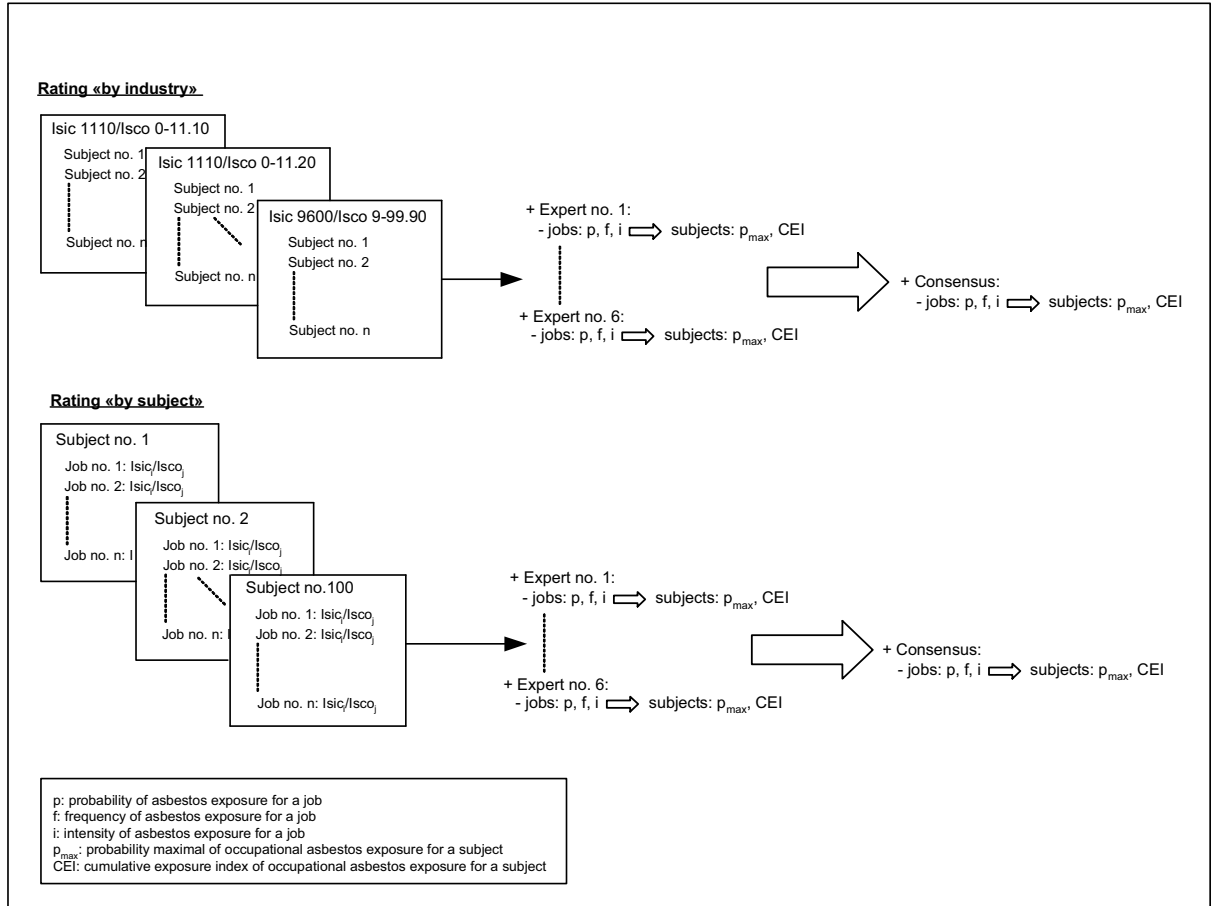 Rating «by industry»
Isic 1110/Isco 0-11.10
Subject no. 1
Subject no. 2
Subject no. n
Isic 1110/Isco 0-11.20
Subject no. 1
Subject no. 2
Subject no. n
Isic 9600/Isco 9-99.90
Subject no. 1
Subject no. 2
Subject no. n
+ Expert no. 1:
- jobs: p, f, i subjects: pmax, CEI
+ Expert no. 6:
- jobs: p, f, i subjects: pmax, CEI
+ Consensus:
- jobs: p, f, i subjects: pmax, CEI
Rating «by subject»
Subject no. 1
Job no. 1: Isici/Iscoj
Job no. 2: Isici/Iscoj
Job no. n: I
Subject no. 2
Job no. 1: Isici/Iscoj
Job no. 2: Isici/Iscoj
Job no. n: I
Subject no.100
Job no. 1: Isici/Iscoj
Job no. 2: Isici/Iscoj
Job no. n: Isici/Iscoj
+ Expert no. 1:
- jobs: p, f, i subjects: pmax, CEI
+ Expert no. 6:
- jobs: p, f, i subjects: pmax, CEI
+ Consensus:
- jobs: p, f, i subjects: pmax, CEI
p: probability of asbestos exposure for a job
f: frequency of asbestos exposure for a job
i: intensity of asbestos exposure for a job
pmax: probability maximal of occupational asbestos exposure for a subject
CEI: cumulative exposure index of occupational asbestos exposure for a subject